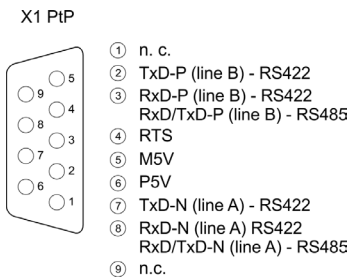 X1 PtP
5
9
4
8
3
7
2
6
1
1 n. c.
2 TxD-P (line B) - RS422
3 RxD-P (line B) - RS422
RxD/TxD-P (line B) - RS485
4 RTS
5 M5V
6 P5V
7 TxD-N (line A) - RS422
8 RxD-N (line A) RS422
RxD/TxD-N (line A) - RS485
9 n.c.